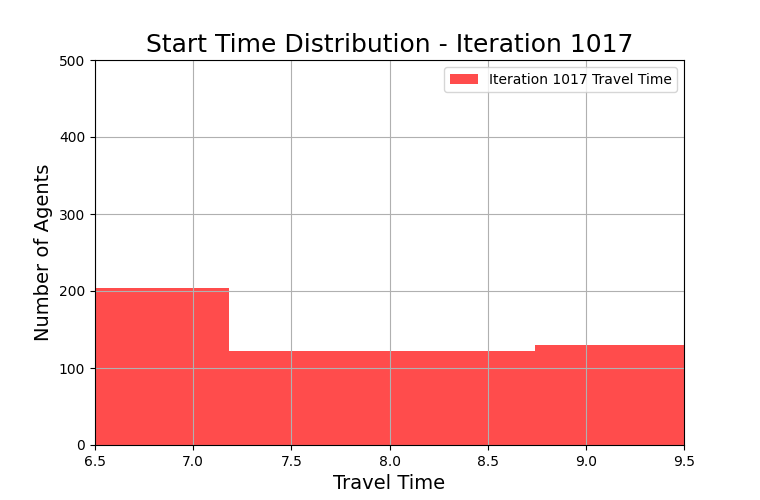 Start Time Distribution - Iteration 1017
Iteration 1017 Travel Time
Number of Agents
500
400
300
200
100
0
6.5 7.0 7.5 8.0 8.5 9.0 9.5
Travel Time